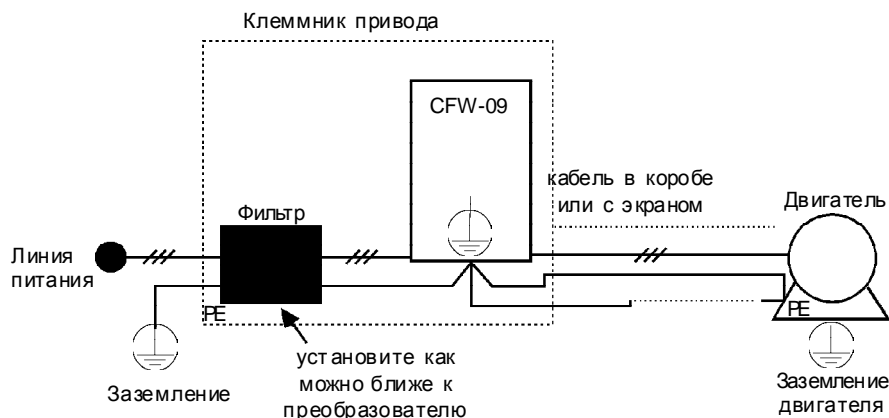 Клеммник привода
CFW-09
кабель в коробе
или с экраном
Двигатель
Фильтр
Линия
питания
PE
PE
установите как
можно ближе к
преобразователю
Заземление
Заземление
двигателя